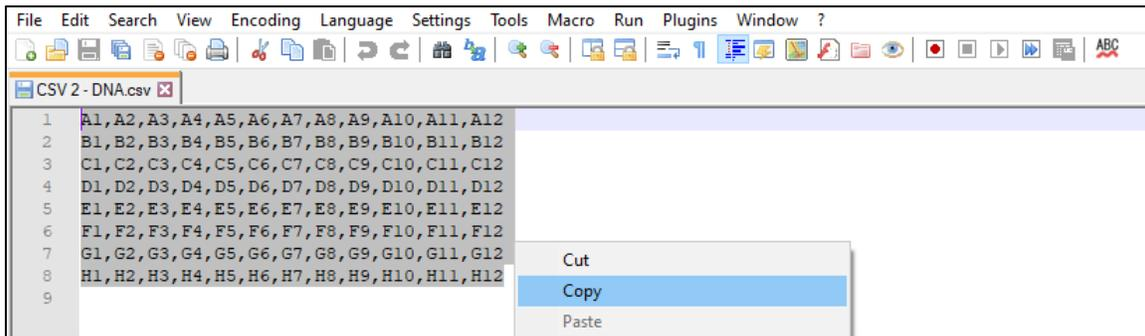 File Edit Search View Encoding Language Settings Tools Macro Run Plugins Window ?
ABC
CSV 2 - DNA.csv
1 A1,A2,A3,A4,A5,A6,A7,A8,A9,A10,A11,A12
2 B1,B2,B3,B4,B5,B6,B7,B8,B9,B10,B11,B12
3 C1,C2,C3,C4,C5,C6,C7,C8,C9,C10,C11,C12
4 D1,D2,D3,D4,D5,D6,D7,D8,D9,D10,D11,D12
5 E1,E2,E3,E4,E5,E6,E7,E8,E9,E10,E11,E12
6 F1,F2,F3,F4,F5,F6,F7,F8,F9,F10,F11,F12
7 G1,G2,G3,G4,G5,G6,G7,G8,G9,G10,G11,G12
8 H1,H2,H3,H4,H5,H6,H7,H8,H9,H10,H11,H12
9
Cut
Copy
Paste